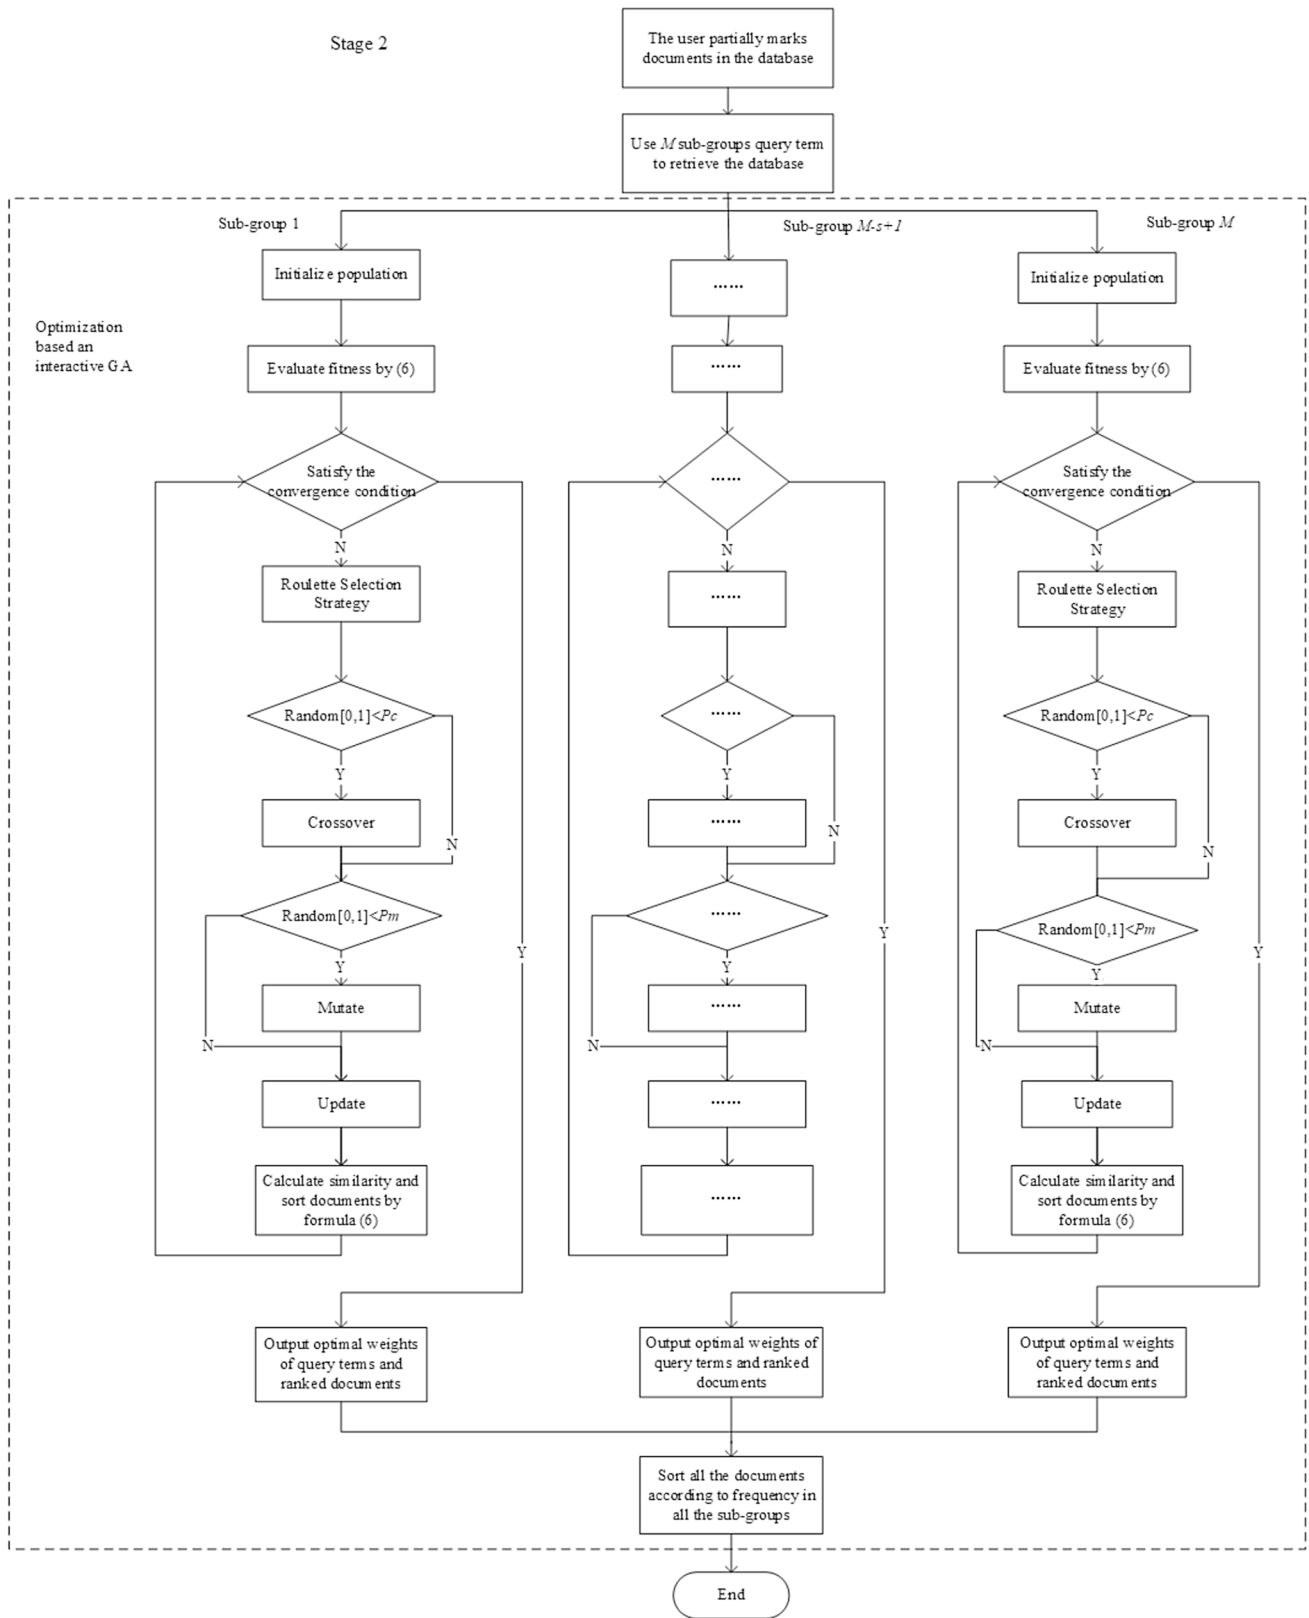 Stage 2
The user partially marks
documents in the database
Use M sub-groups query term
to retrieve the database
Sub-group 1
Sub-group M-s+1
Sub-group M
Optimization
based an
interactive GA
Initialize population
Evaluate fitness by (6)
Satisfy the
convergence condition
N
Roulette Selection
Strategy
Random[0,1]<Pc
Y
Crossover
N
Random[0,1]<Pm
Y
Mutate
N
Update
Calculate similarity and
sort documents by
formula (6)
Y
Output optimal weights
of query terms and
ranked documents
······
······
······
N
······
······
Y
······
N
······
Y
······
N
······
······
Y
Output optimal weights of
query terms and ranked
documents
Initialize population
Evaluate fitness by (6)
Satisfy the
convergence condition
N
Roulette Selection
Strategy
Random[0,1]<Pc
Y
Crossover
N
Random[0,1]<Pm
Y
Mutate
N
Update
Calculate similarity and
sort documents by
formula (6)
Y
Output optimal weights
of query terms and
ranked documents
Sort all the documents
according to frequency in
all the sub-groups
End